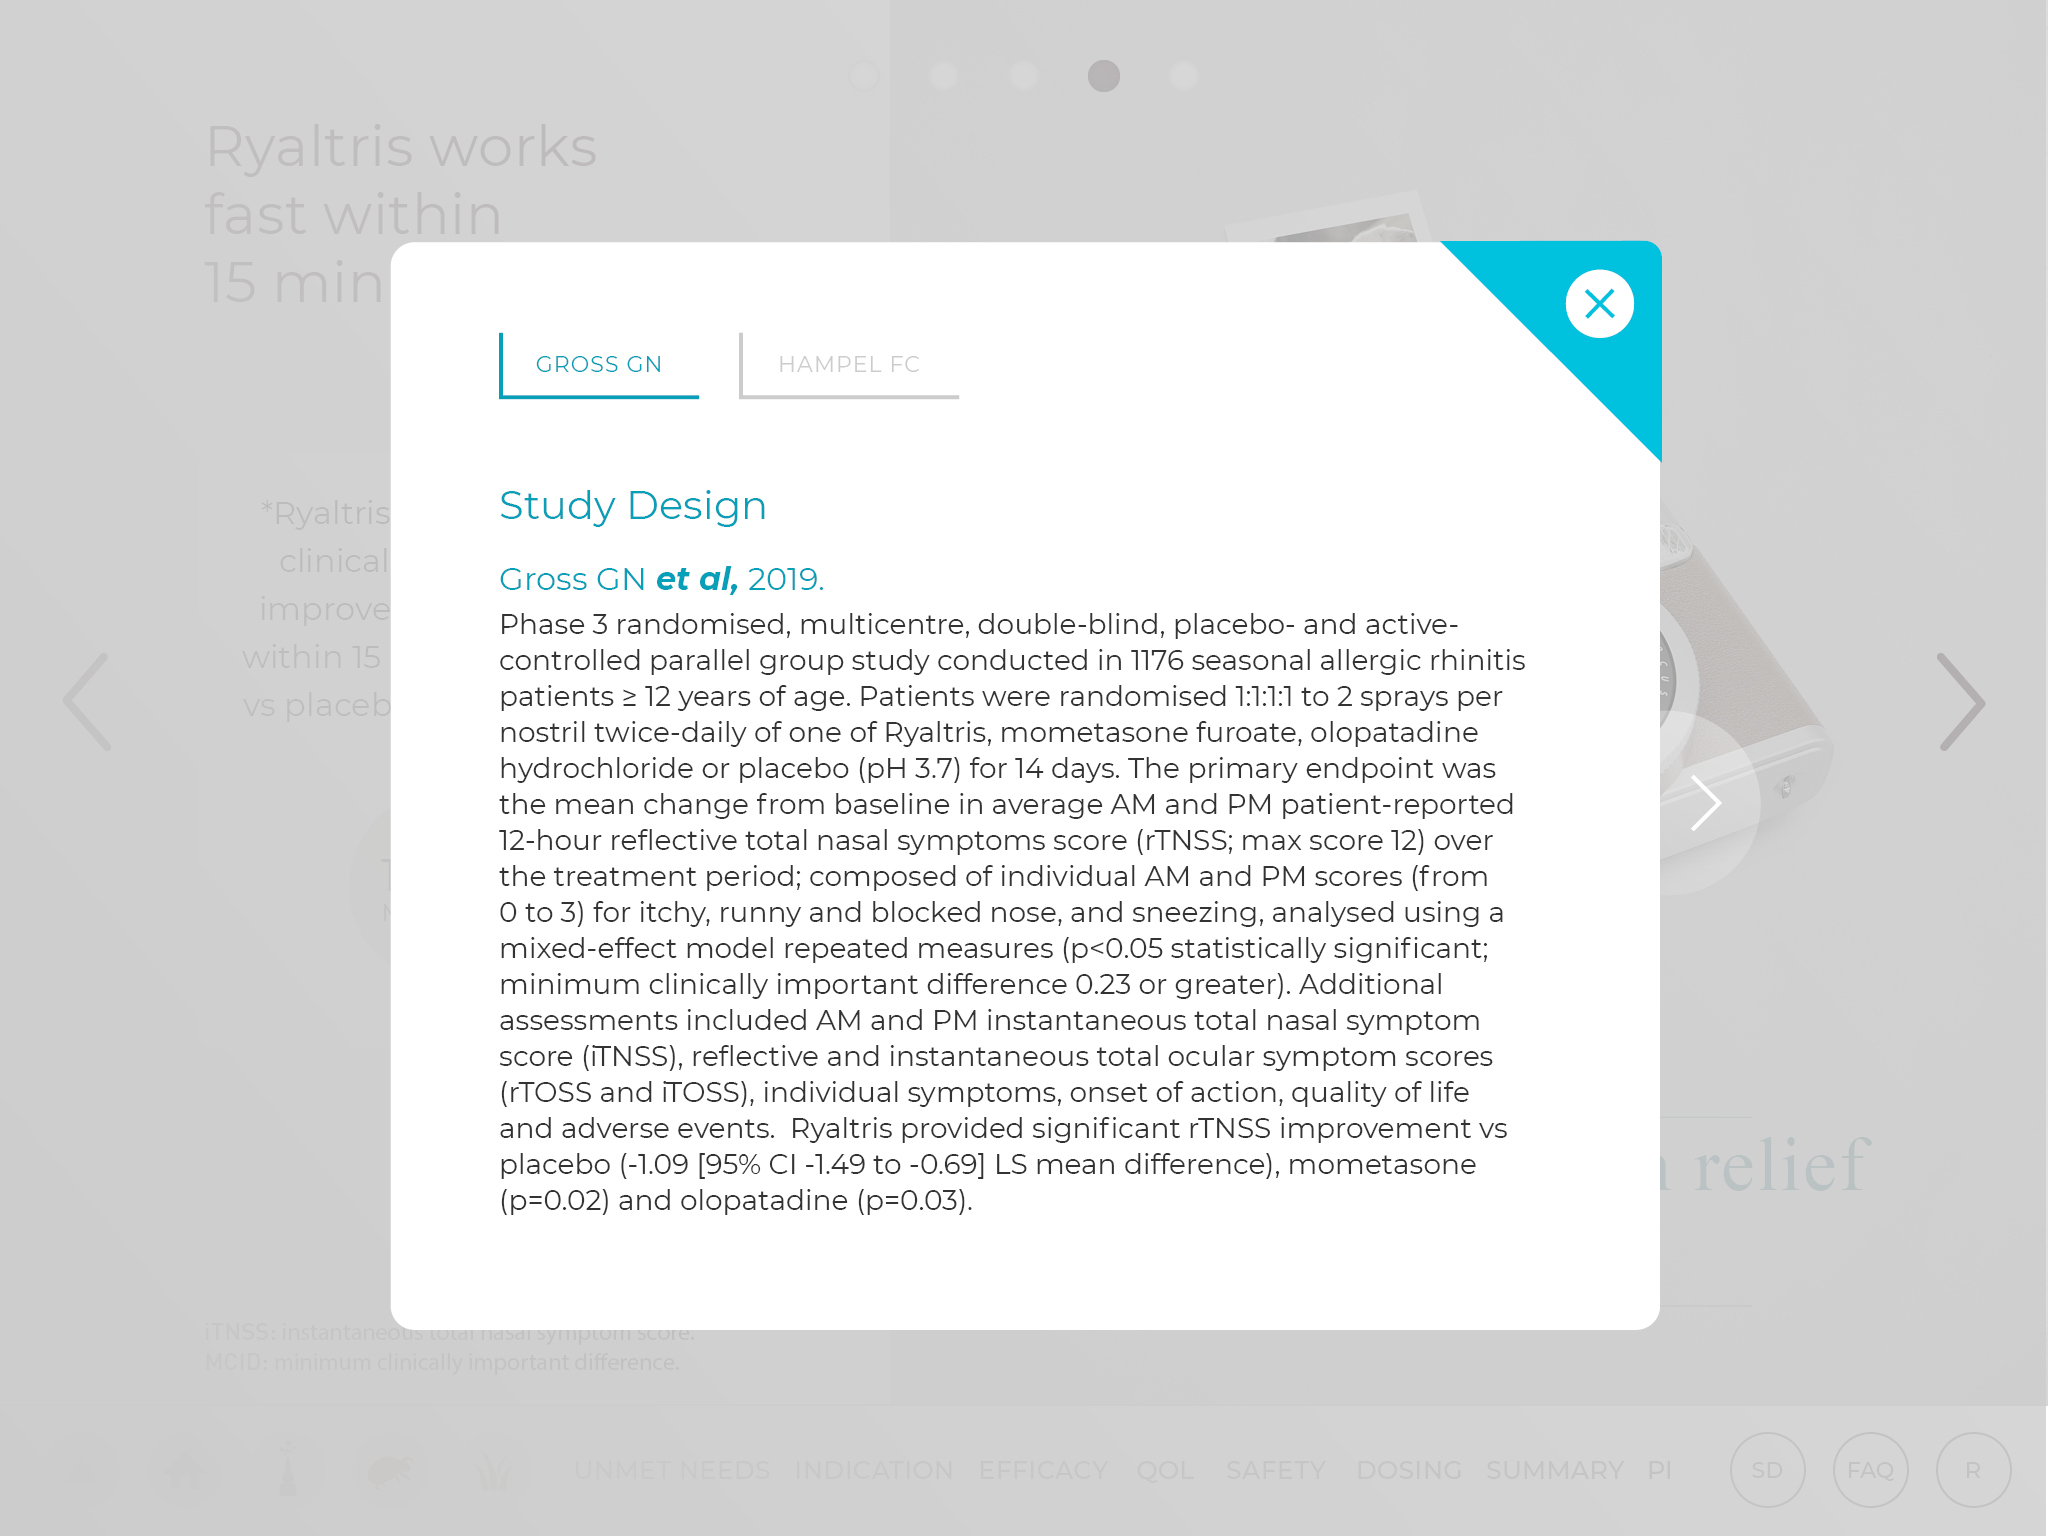 Ryaltris works
fast within
15 min
GROSS GN
HAMPEL FC
Study Design
Gross GN et al, 2019.
Phase 3 randomised, multicentre, double-blind, placebo- and active-
controlled parallel group study conducted in 1176 seasonal allergic rhinitis
patients ≥ 12 years of age. Patients were randomised 1:1:1:1 to 2 sprays per
nostril twice-daily of one of Ryaltris, mometasone furoate, olopatadine
hydrochloride or placebo (pH 3.7) for 14 days. The primary endpoint was
the mean change from baseline in average AM and PM patient-reported
12-hour reflective total nasal symptoms score (rTNSS; max score 12) over
the treatment period; composed of individual AM and PM scores (from
0 to 3) for itchy, runny and blocked nose, and sneezing, analysed using a
mixed-effect model repeated measures (p<0.05 statistically significant;
minimum clinically important difference 0.23 or greater). Additional
assessments included AM and PM instantaneous total nasal symptom
score (iTNSS), reflective and instantaneous total ocular symptom scores
(rTOSS and iTOSS), individual symptoms, onset of action, quality of life
and adverse events.  Ryaltris provided significant rTNSS improvement vs
placebo (-1.09 [95% CI -1.49 to -0.69] LS mean difference), mometasone
(p=0.02) and olopatadine (p=0.03).
*Ryaltris
clinical
improve
within 15
vs placeb
relief
iTNSS: instantaneous total nasal symptom score.
MCID: minimum clinically important difference.
UNMET NEEDS INDICATION EFFICACY QOL SAFETY DOSING SUMMARY PI SD FAQ R